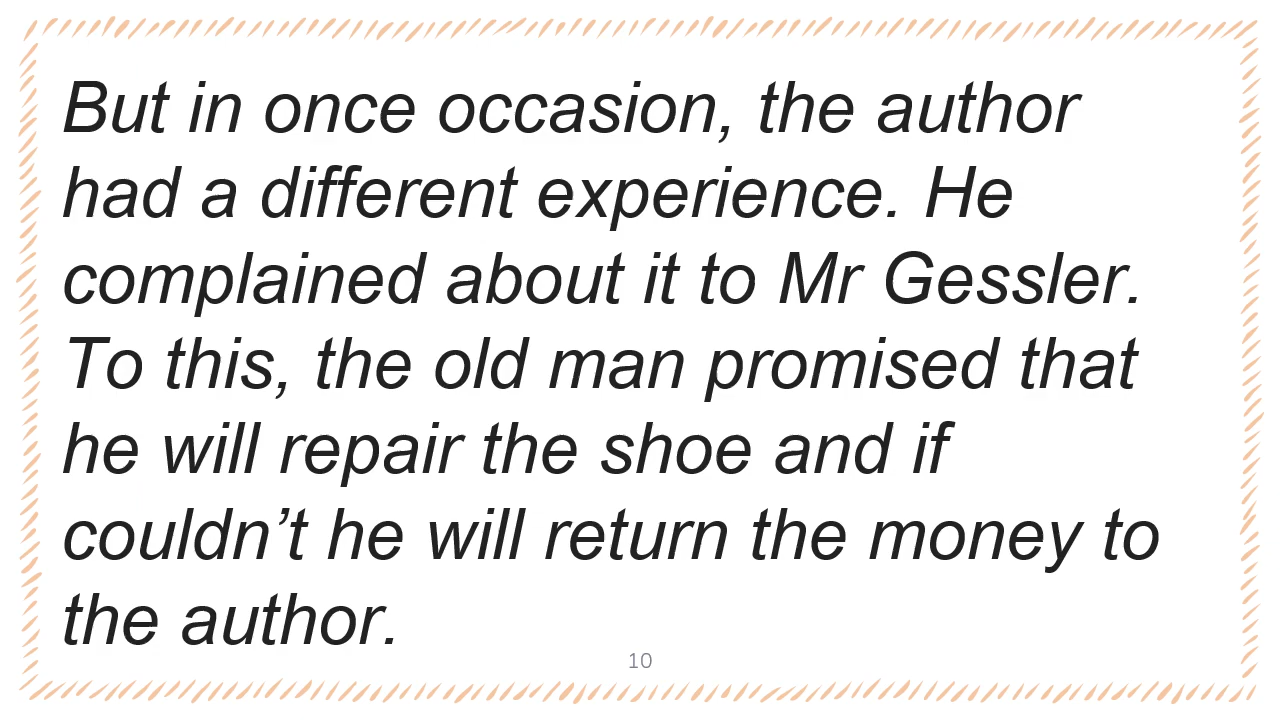 But in once occasion, the author
had a different experience. He
complained about it to Mr Gessler.
To this, the old man promised that
he will repair the shoe and if
couldn’t he will return the money to
the author.
10